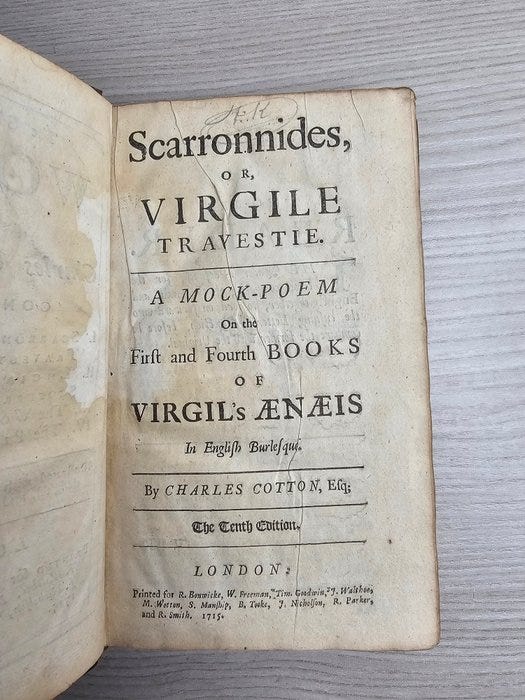 H. K
Scarronnides,
OR,
VIRGILE
TRAVESTIE.
A MOCK-POEM
On the
Firſt and Fourth BOOKS
OF
VIRGIL's ÆNÆIS
In Engliſh Burleſque.
By CHARLES COTTON, Eſq;
The Tenth Edition.
LONDON:
Printed for R. Bonwicke, W. Freeman, Tim. Goodwin, J. Walthoe,
M. Wotton, S. Manſhip, B. Tooke, J. Nicholſon, R. Parker,
and R. Smith. 1715.